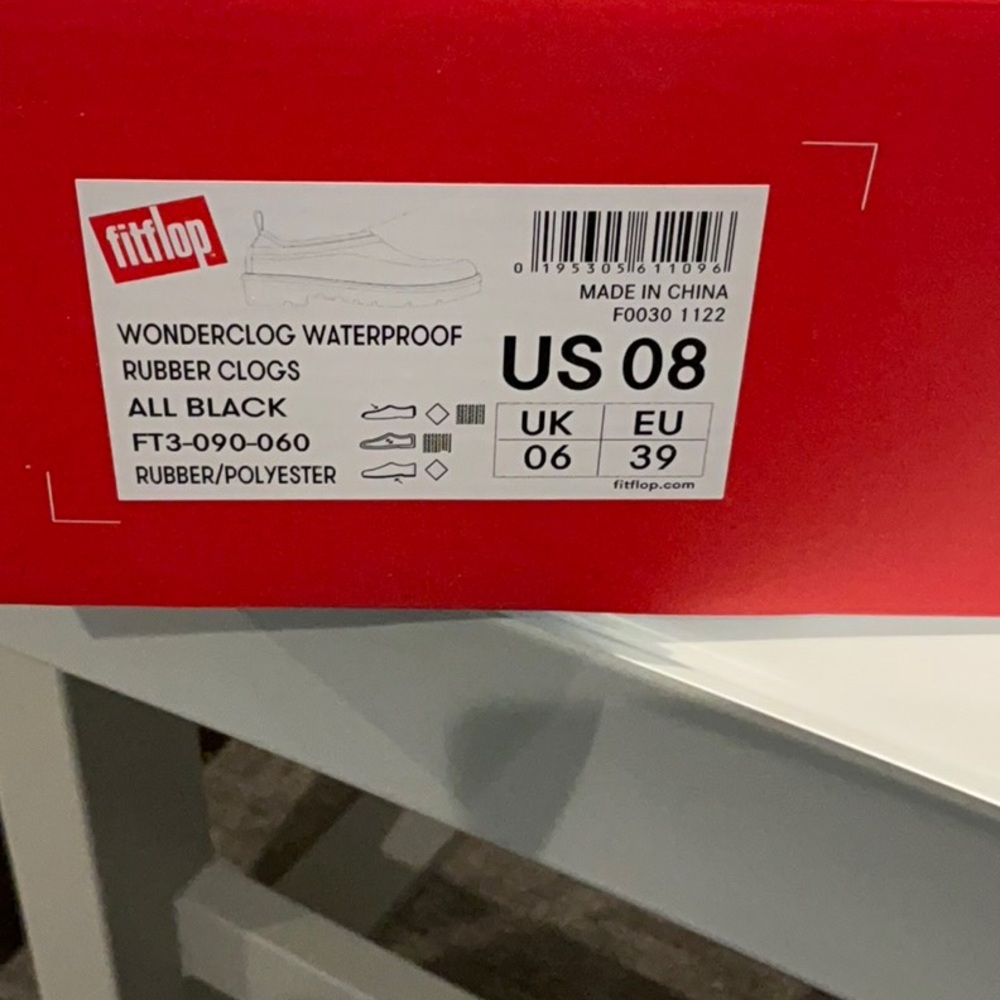 fitflop
WONDERCLOG WATERPROOF
RUBBER CLOGS
ALL BLACK
FT3-090-060
RUBBER/POLYESTER
0 195305 611096
MADE IN CHINA
F0030 1122
US 08
UK EU
06 39
fitflop.com